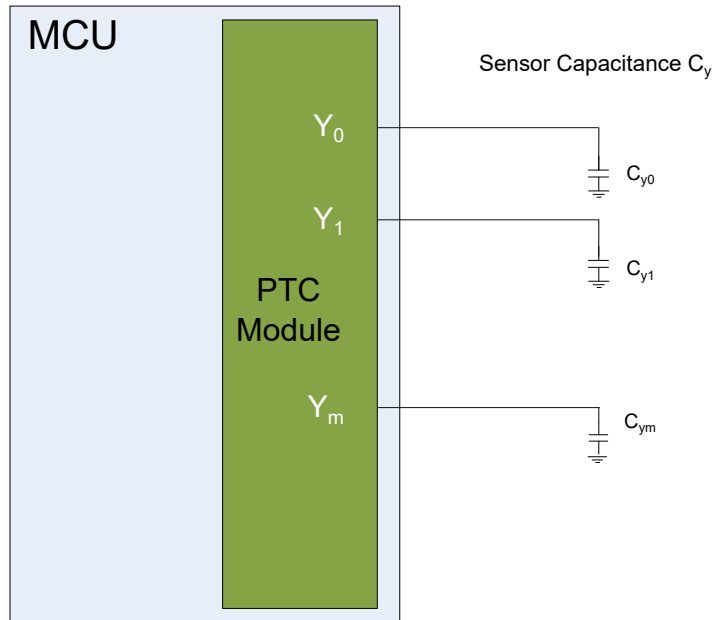 MCU
Sensor Capacitance Cy
Y0
Cy0
Y1
Cy1
PTC
Module
Ym
Cym